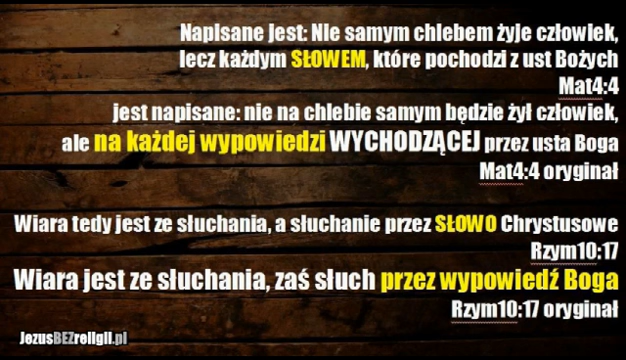 Napisane jest: Nie samym chlebem żyje człowiek,
lecz każdym SŁOWEM, które pochodzi z ust Bożych
Mat4:4
jest napisane: nie na chlebie samym będzie żył człowiek,
ale na każdej wypowiedzi WYCHODZĄCEJ przez usta Boga
Mat4:4 oryginał
Wiara tedy jest ze słuchania, a słuchanie przez SŁOWO Chrystusowe
Rzym10:17
Wiara jest ze słuchania, zaś słuch przez wypowiedź Boga
Rzym10:17 oryginał
JezusBEZreligii.pl